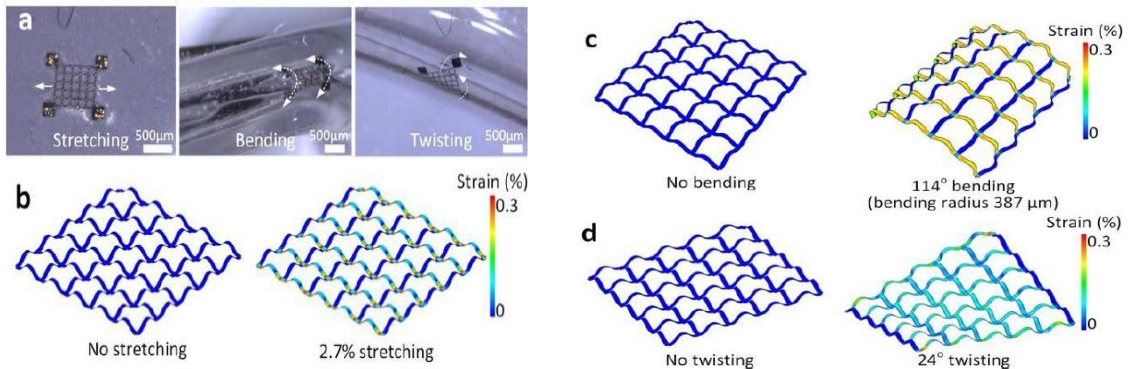 a
Stretching
500µm
Bending
500µm
Twisting
500µm
b
No stretching
2.7% stretching
Strain (%)
0.3
0
c
No bending
114° bending
(bending radius 387 µm)
Strain (%)
0.3
0
d
No twisting
24° twisting
Strain (%)
0.3
0